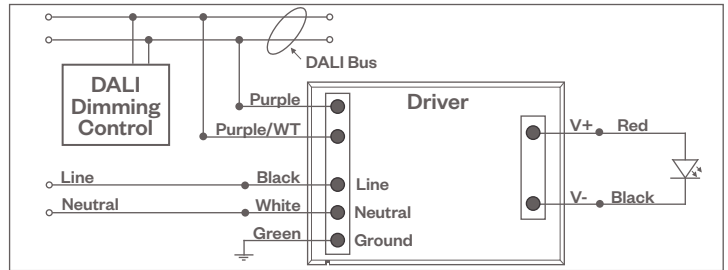 DALI Bus
DALI
Dimming
Control
Purple
Driver
Purple/WT
V+ Red
Line Black Line
Neutral White Neutral
V- Black
Green Ground